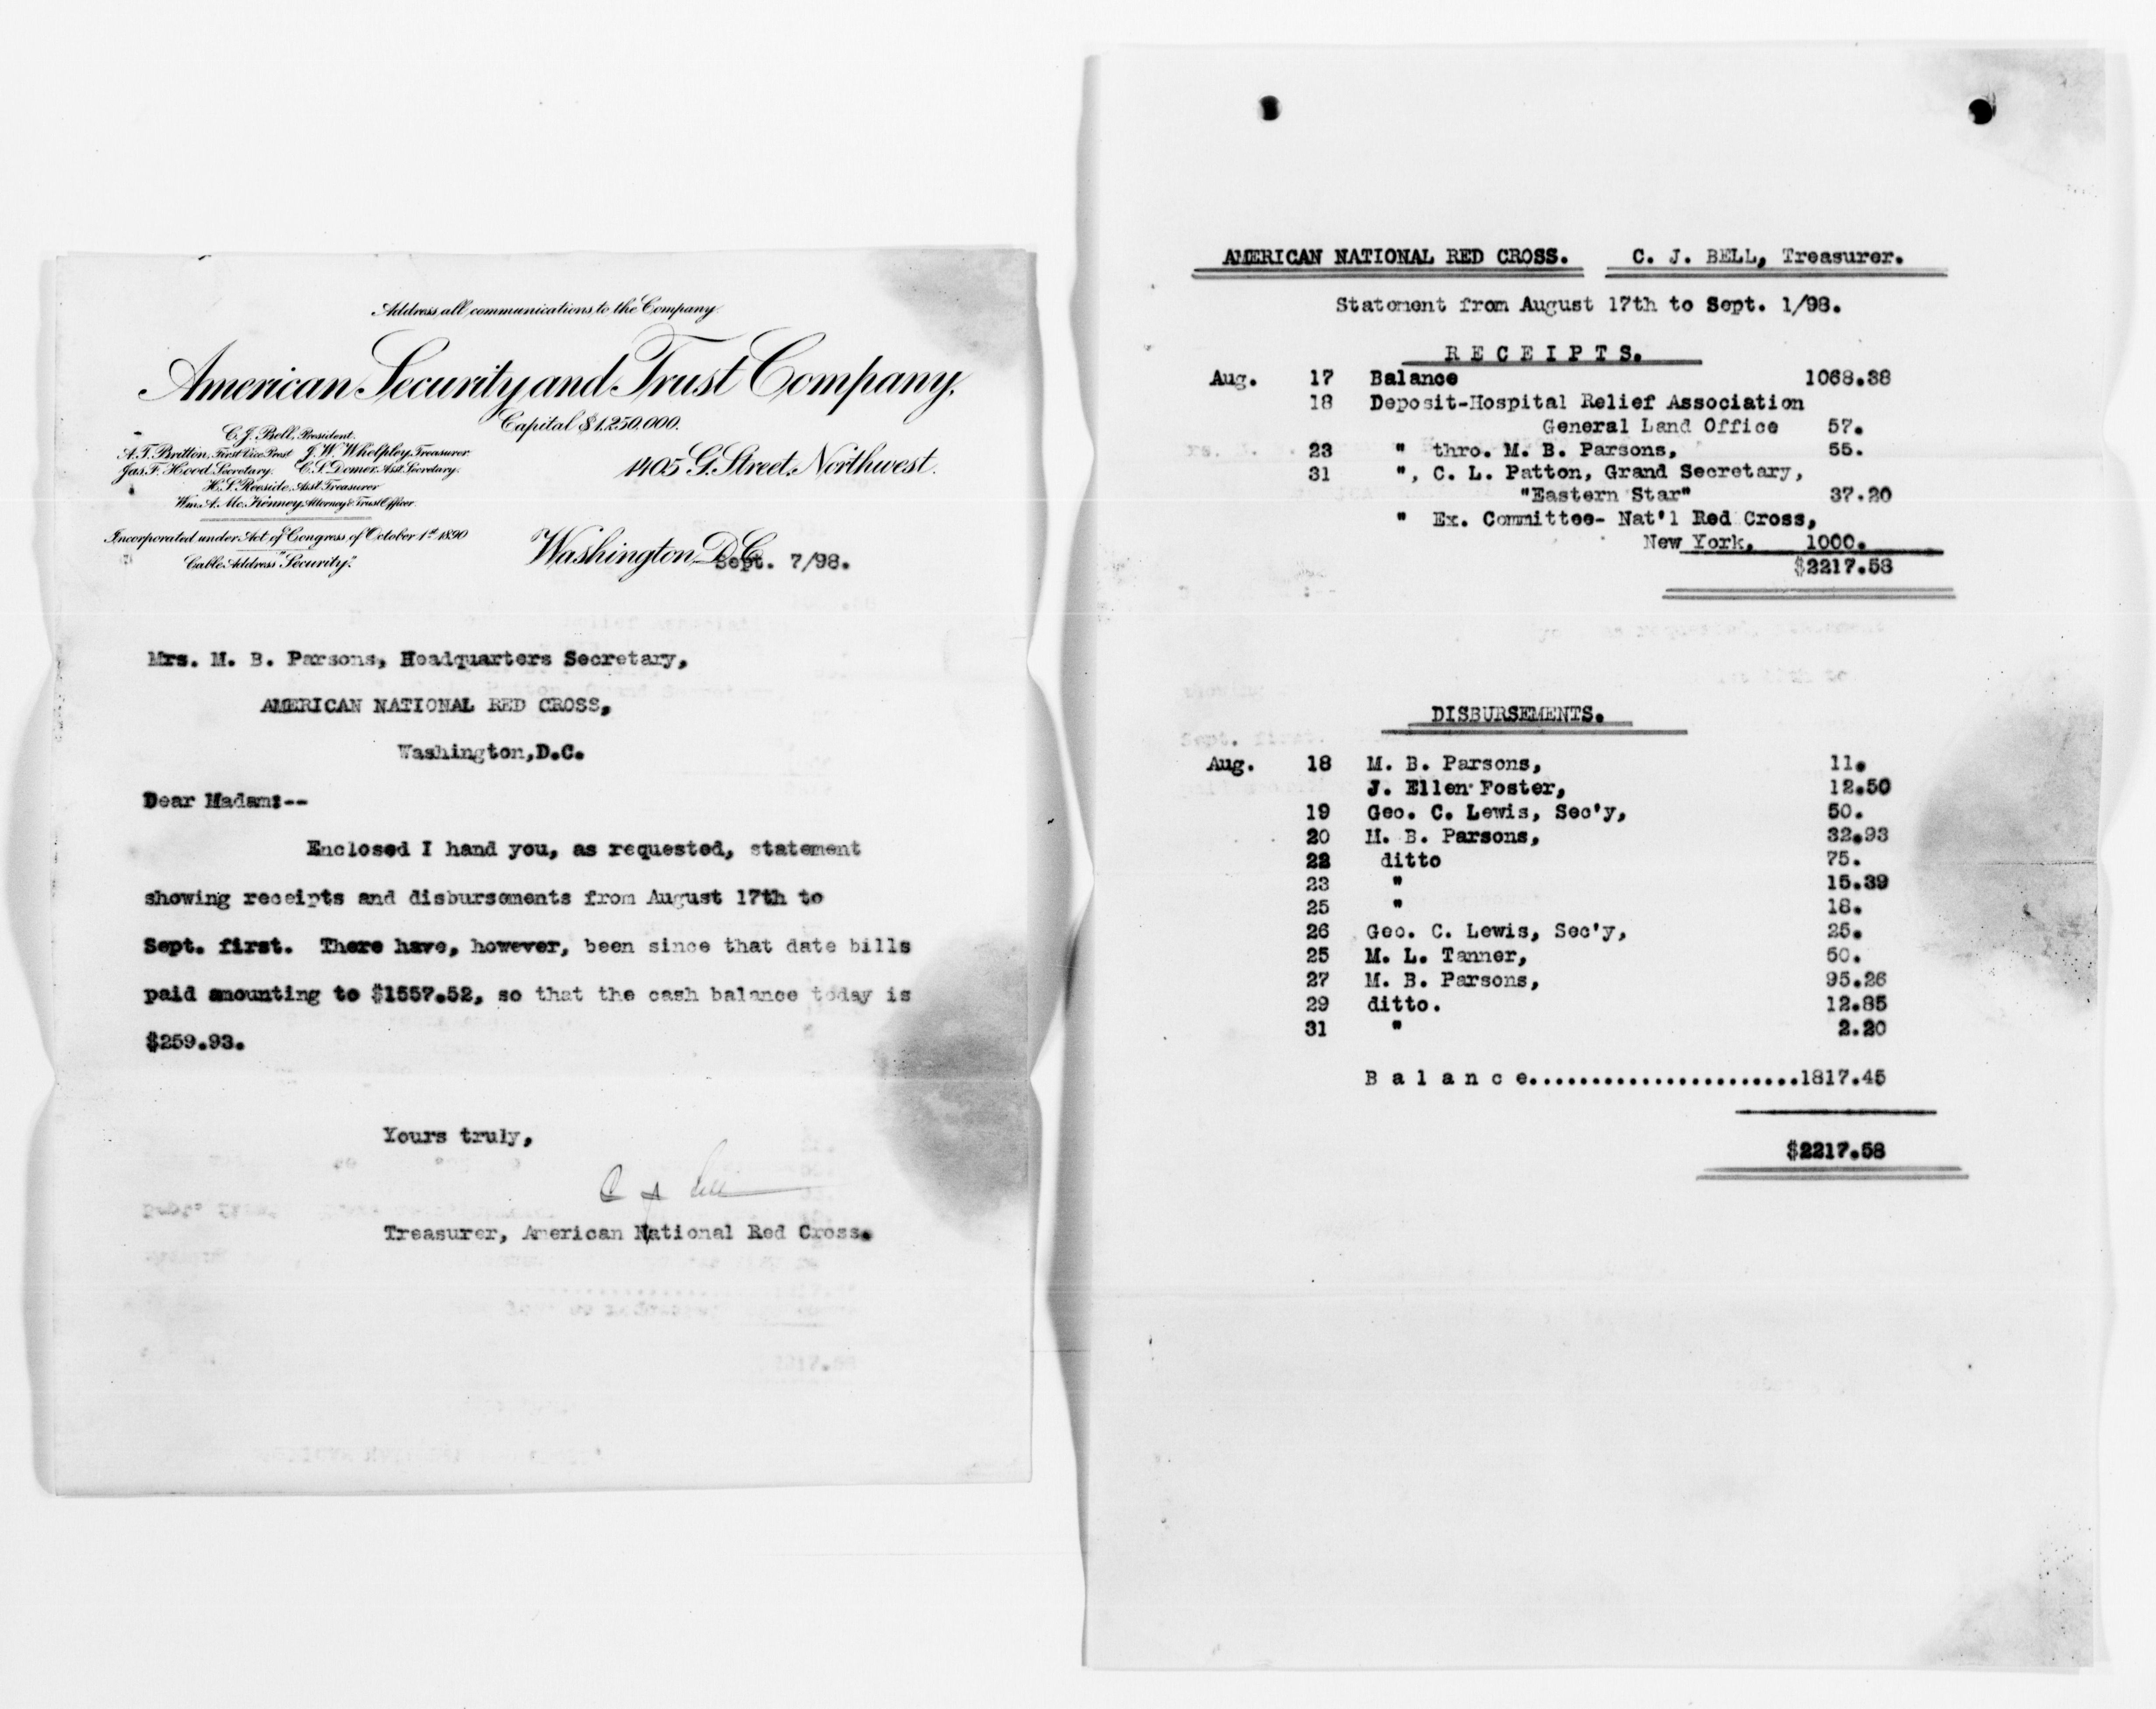 Address all communications to the Company.
American Security and Trust Company,
Capital $1,250,000.
C. J. Bell, President.
A. T. Britton, First Vice Prest J. W. Whelpley, Treasurer
Jas. F. Hood, Secretary. C. S. Domer, Asst. Secretary.
H. S. Reeside, Asst Treasurer
Wm. A. Mc. Kenney, Attorney & Trust Officer
1405 G. Street, Northwest.
Incorporated under Act of Congress of October 1st 1890
Cable Address "Security."
Washington, D.C. Sept. 7/98.
Mrs. M. B. Parsons, Headquarters Secretary,
AMERICAN NATIONAL RED CROSS,
Washington,D.C.
Dear Madam:--
Enclosed I hand you, as requested, statement
showing receipts and disbursements from August 17th to
Sept. first. There have, however, been since that date bills
paid amounting to $1557.52, so that the cash balance today is
$259.93.
Yours truly,
C J Bell
Treasurer, American National Red Cross.
AMERICAN NATIONAL RED CROSS. C. J. BELL, Treasurer.
Statement from August 17th to Sept. 1/98.
R E C E I P T S.
Aug. 17 Balance 1068.38
18 Deposit-Hospital Relief Association
General Land Office 57.
23 " thro. M. B. Parsons, 55.
31 ", C. L. Patton, Grand Secretary,
"Eastern Star" 37.20
" Ex. Committee- Nat'l Red Cross,
New York, 1000.
$2217.58
DISBURSEMENTS.
Aug. 18 M. B. Parsons, 11.
J. Ellen Foster, 12.50
19 Geo. C. Lewis, Sec'y, 50.
20 M. B. Parsons, 32.93
22 ditto 75.
23 " 15.39
25 " 18.
26 Geo. C. Lewis, Sec'y, 25.
25 M. L. Tanner, 50.
27 M. B. Parsons, 95.26
29 ditto. 12.85
31 " 2.20
B a l a n c e.......................1817.45
$2217.58